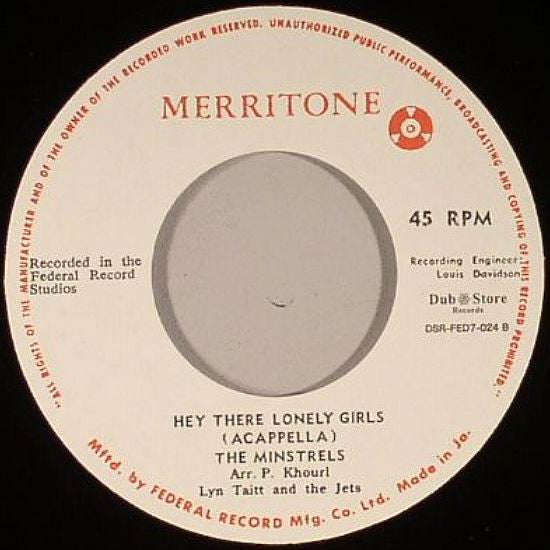 "ALL RIGHTS OF THE MANUFACTURER AND OF THE OWNER OF THE RECORDED WORK RESERVED. UNAUTHORIZED PUBLIC PERFORMANCE, BROADCASTING AND COPYING OF THIS RECORD PROHIBITED."
MERRITONE
45 RPM
Recorded in the
Federal Record
Studios
Recording Engineer:
Louis Davidson
Dub Store
Records
DSR-FED7-024 B
HEY THERE LONELY GIRLS
(ACAPPELLA)
THE MINSTRELS
Arr. P. Khourl
Lyn Taitt and the Jets
Mftd. by FEDERAL RECORD Mfg. Co. Ltd. Made in Ja.